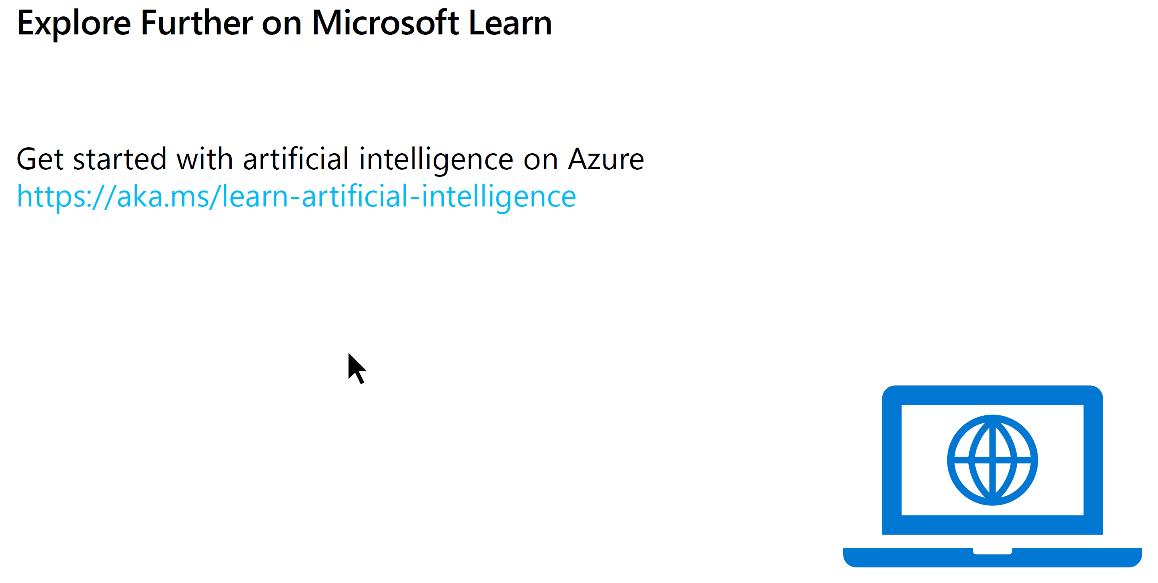 Explore Further on Microsoft Learn
Get started with artificial intelligence on Azure
https://aka.ms/learn-artificial-intelligence